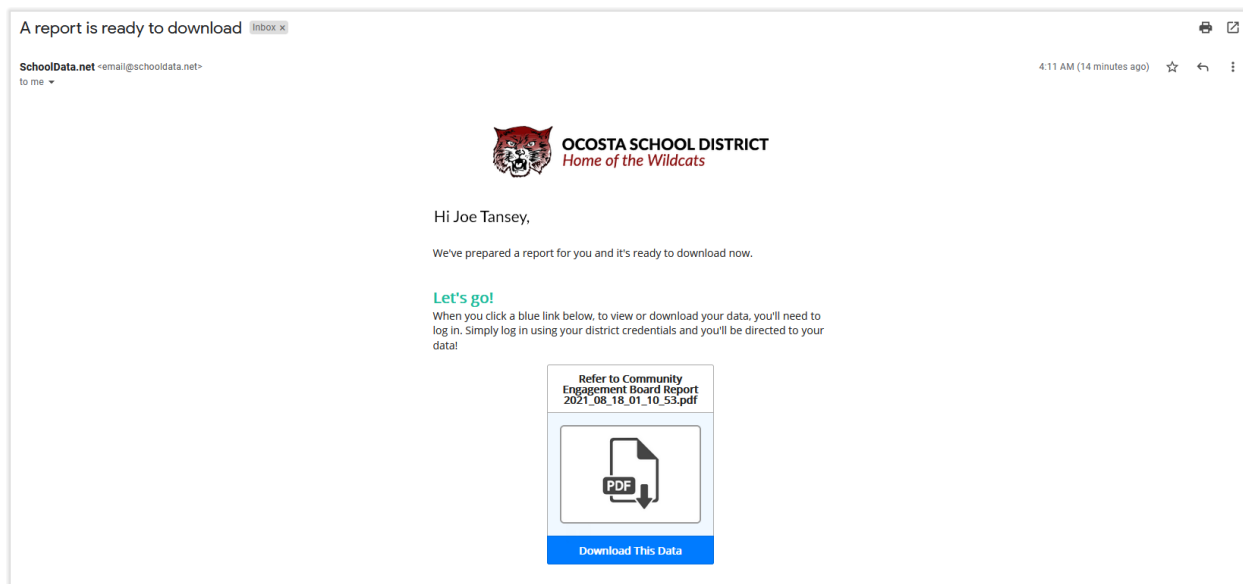 A report is ready to download Inbox x
SchoolData.net <email@schooldata.net>
4:11 AM (14 minutes ago)
to me
OCOSTA SCHOOL DISTRICT
Home of the Wildcats
Hi Joe Tansey,
We've prepared a report for you and it's ready to download now.
Let's go!
When you click a blue link below, to view or download your data, you'll need to
log in. Simply log in using your district credentials and you'll be directed to your
data!
Refer to Community
Engagement Board Report
2021_08_18_01_10_53.pdf
PDF
Download This Data